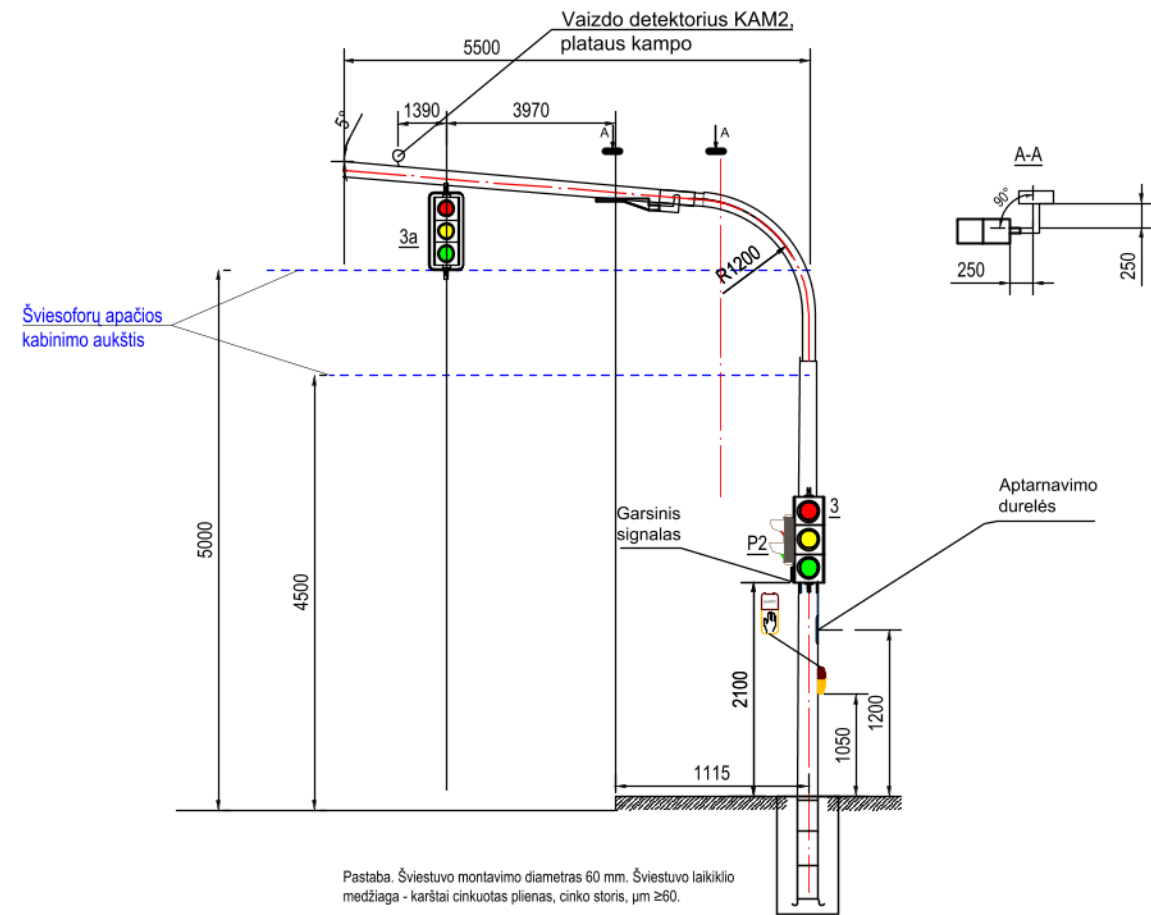 Vaizdo detektorius KAM2,
plataus kampo
5500
1390
3970
5°
A
A
A-A
90°
250
250
3a
R1200
Šviesoforų apačios
kabinimo aukštis
5000
4500
Garsinis
signalas
P2
3
Aptarnavimo
durelės
2100
1050
1200
1115
Pastaba. Šviestuvo montavimo diametras 60 mm. Šviestuvo laikiklio
medžiaga - karštai cinkuotas plienas, cinko storis, µm ≥60.